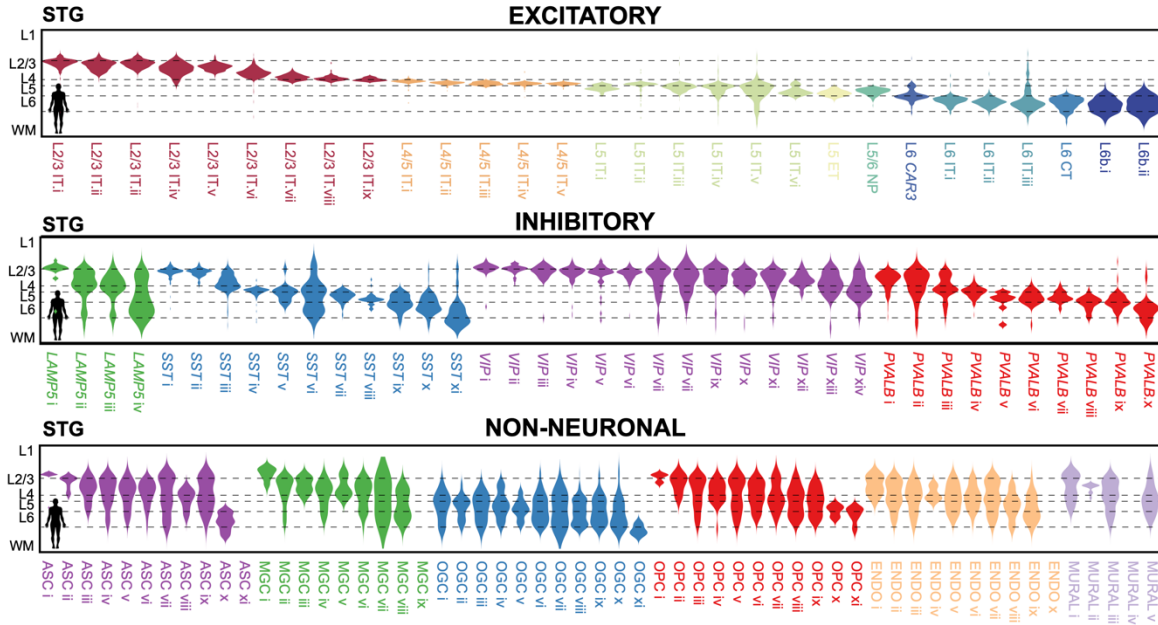 STG EXCITATORY
L1
L2/3
L4
L5
L6
WM
L2/3 IT.i
L2/3 IT.ii
L2/3 IT.ii
L2/3 IT.iv
L2/3 IT.v
L2/3 IT.vi
L2/3 IT.vii
L2/3 IT.viii
L2/3 IT.ix
L4/5 IT.i
L4/5 IT.ii
L4/5 IT.iii
L4/5 IT.iv
L4/5 IT.v
L5 IT.i
L5 IT.ii
L5 IT.iii
L5 IT.iv
L5 IT.v
L5 IT.vi
L5 ET
L5/6 NP
L6 CAR3
L6 IT.i
L6 IT.ii
L6 IT.iii
L6 CT
L6b.i
L6b.ii
STG INHIBITORY
L1
L2/3
L4
L5
L6
WM
LAMP5 i
LAMP5 ii
LAMP5 iii
LAMP5 iv
SST i
SST ii
SST iii
SST iv
SST v
SST vi
SST vii
SST viii
SST ix
SST x
SST xi
VIP i
VIP ii
VIP iii
VIP iv
VIP v
VIP vi
VIP vii
VIP vii
VIP ix
VIP x
VIP xi
VIP xii
VIP xiii
VIP xiv
PVALB i
PVALB ii
PVALB iii
PVALB iv
PVALB v
PVALB vi
PVALB vii
PVALB viii
PVALB ix
PVALB.x
STG NON-NEURONAL
L1
L2/3
L4
L5
L6
WM
ASC i
ASC ii
ASC iii
ASC iv
ASC v
ASC vi
ASC vii
ASC viii
ASC ix
ASC x
ASC xi
MGC i
MGC ii
MGC iii
MGC iv
MGC v
MGC vi
MGC vii
MGC viii
MGC ix
OGC i
OGC ii
OGC iii
OGC iv
OGC v
OGC vi
OGC vii
OGC viii
OGC ix
OGC x
OGC xi
OPC i
OPC ii
OPC iii
OPC iv
OPC v
OPC vi
OPC vii
OPC viii
OPC ix
OPC x
OPC xi
ENDO i
ENDO ii
ENDO iii
ENDO iv
ENDO v
ENDO vi
ENDO vii
ENDO viii
ENDO ix
ENDO x
MURAL i
MURAL ii
MURAL iii
MURAL iv
MURAL v